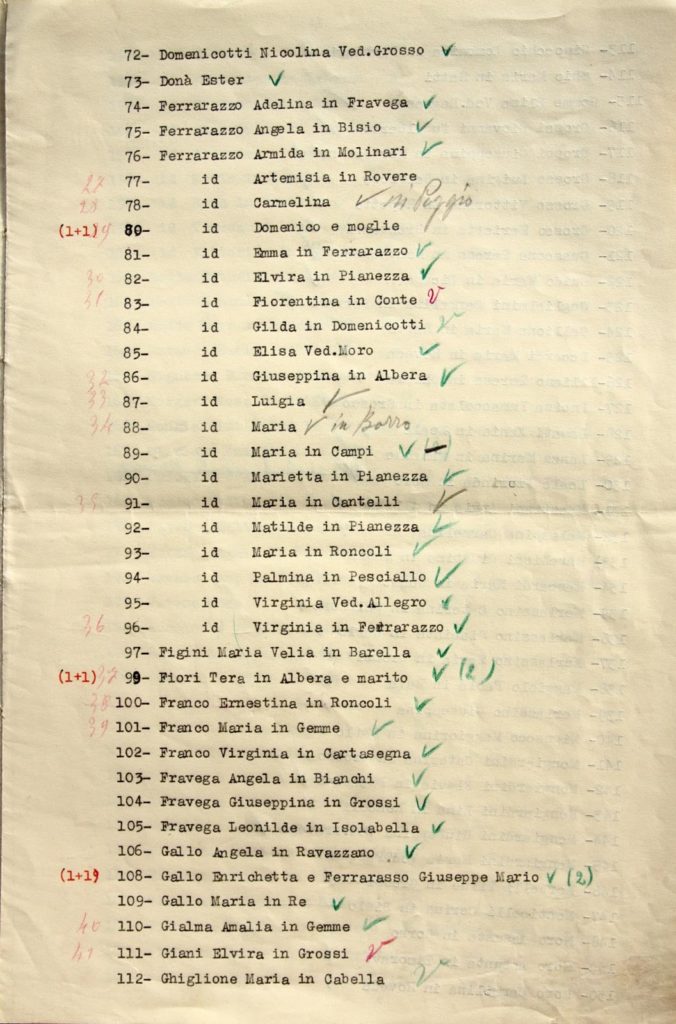 72- Domenicotti Nicolina Ved.Grosso
73- Donà Ester
74- Ferrarazzo Adelina in Fravega
75- Ferrarazzo Angela in Bisio
76- Ferrarazzo Armida in Molinari
27 77- id Artemisia in Rovere
28 78- id Carmelina in Poggio
(1+1) 29 80- id Domenico e moglie
81- id Emma in Ferrarazzo
30 82- id Elvira in Pianezza
31 83- id Fiorentina in Conte
84- id Gilda in Domenicotti
85- id Elisa Ved.Moro
32 86- id Giuseppina in Albera
33 87- id Luigia
34 88- id Maria in Borro
89- id Maria in Campi
90- id Marietta in Pianezza
35 91- id Maria in Cantelli
92- id Matilde in Pianezza
93- id Maria in Roncoli
94- id Palmina in Pesciallo
95- id Virginia Ved.Allegro
36 96- id Virginia in Ferrarazzo
97- Figini Maria Velia in Barella
(1+1) 37 99- Fiori Tera in Albera e marito (2)
38 100- Franco Ernestina in Roncoli
39 101- Franco Maria in Gemme
102- Franco Virginia in Cartasegna
103- Fravega Angela in Bianchi
104- Fravega Giuseppina in Grossi
105- Fravega Leonilde in Isolabella
106- Gallo Angela in Ravazzano
(1+1) 108- Gallo Enrichetta e Ferrarasso Giuseppe Mario (2)
109- Gallo Maria in Re
40 110- Gialma Amalia in Gemme
41 111- Giani Elvira in Grossi
112- Ghiglione Maria in Cabella